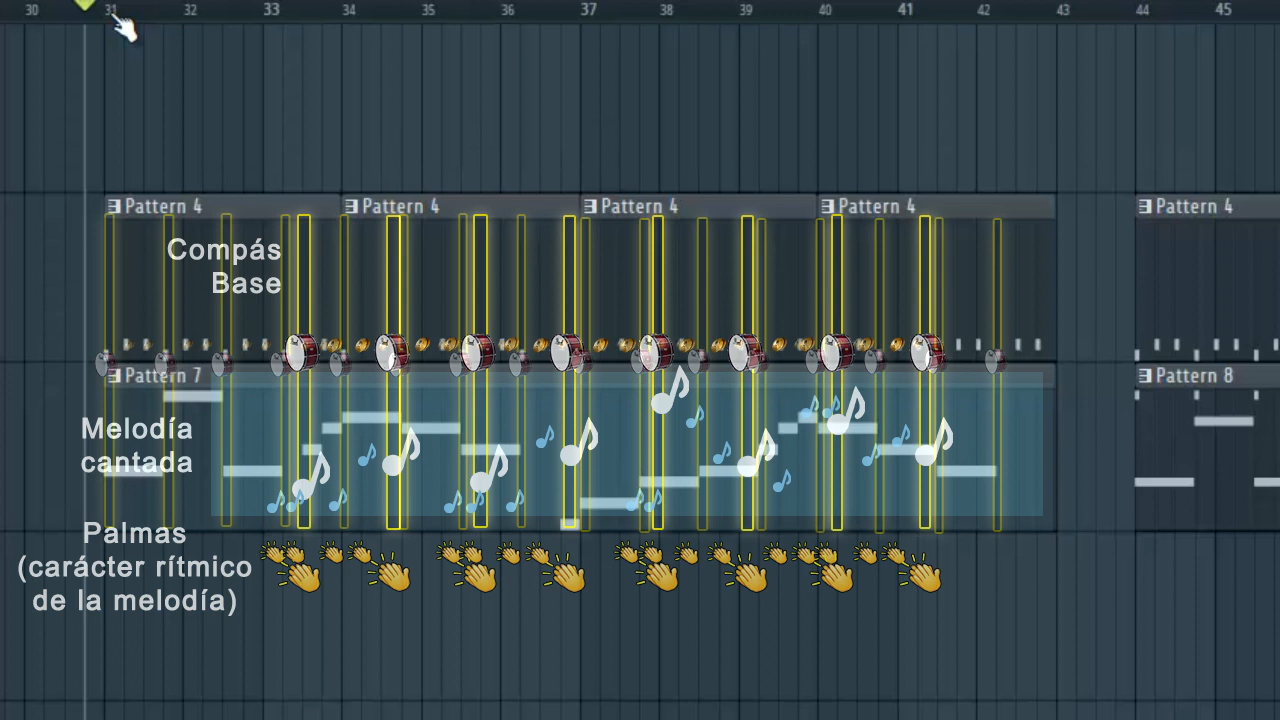 30 31 32 33 34 35 36 37 38 39 40 41 42 43 44 45
Pattern 4 Pattern 4 Pattern 4 Pattern 4 Pattern 4
Compás
Base
Pattern 7 Pattern 8
Melodía
cantada
Palmas
(carácter rítmico
de la melodía)